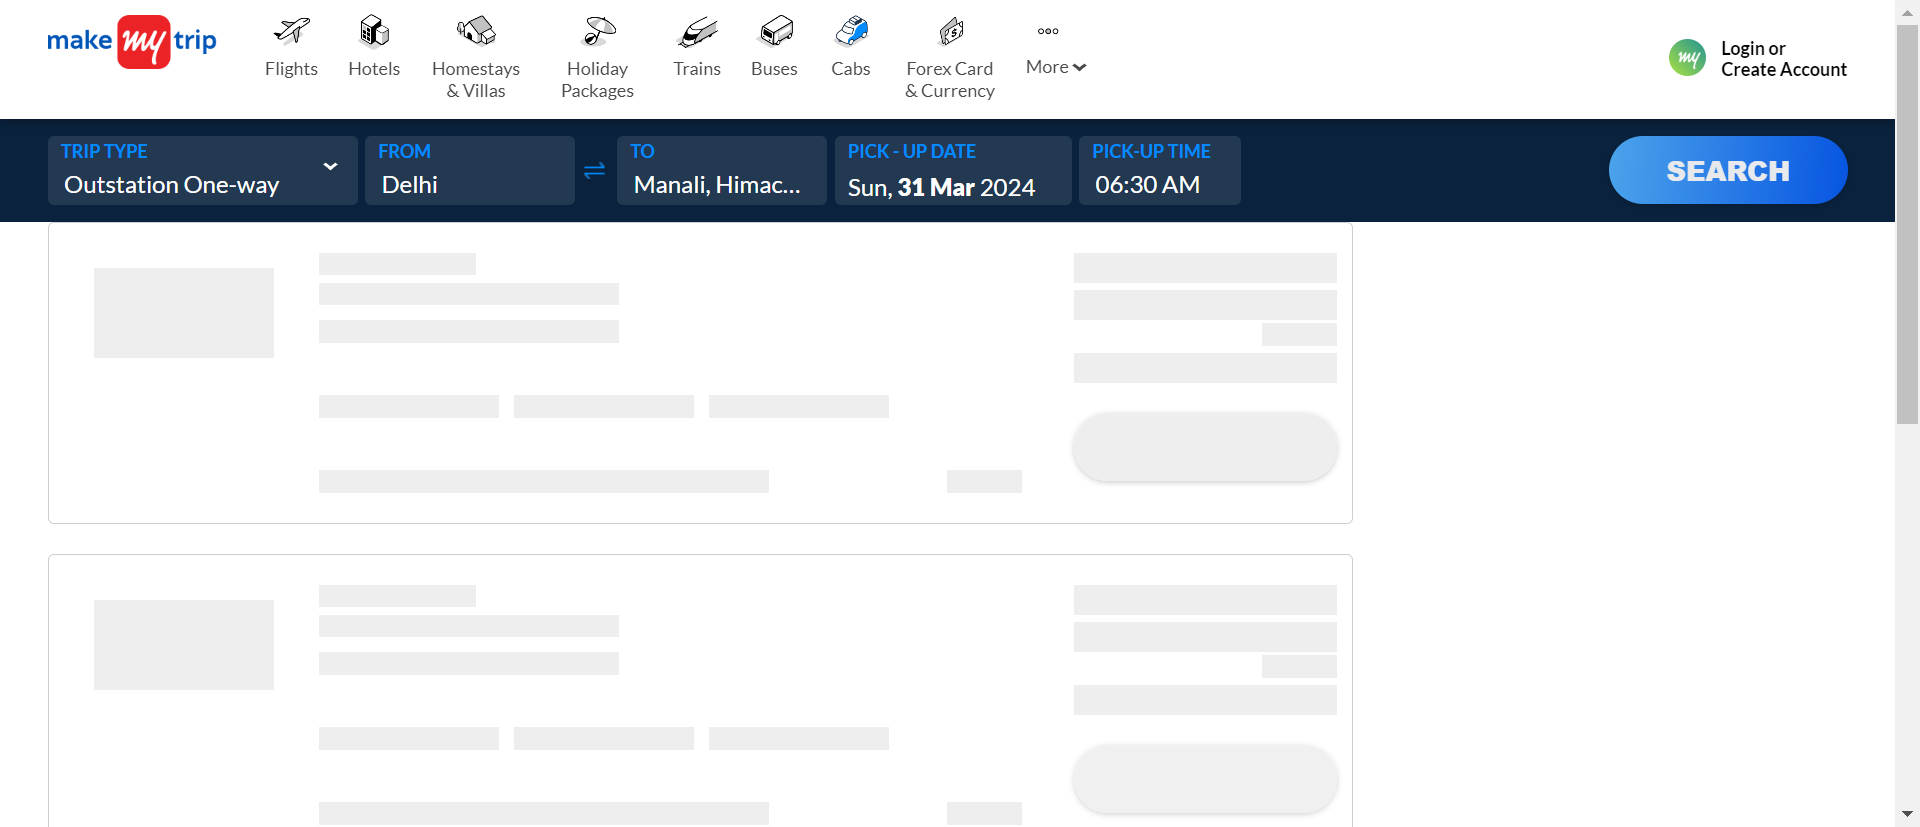 make my trip
Flights
Hotels
Homestays
& Villas
Holiday
Packages
Trains
Buses
Cabs
Forex Card
& Currency
More
my
Login or
Create Account
TRIP TYPE
Outstation One-way
FROM
Delhi
TO
Manali, Himac...
PICK - UP DATE
Sun, 31 Mar 2024
PICK-UP TIME
06:30 AM
SEARCH